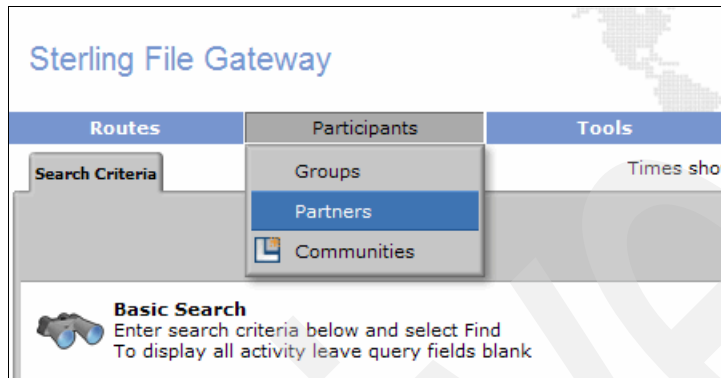 Sterling File Gateway
Routes Participants Tools
Search Criteria Groups Times sho
Partners
Communities
Basic Search
Enter search criteria below and select Find
To display all activity leave query fields blank